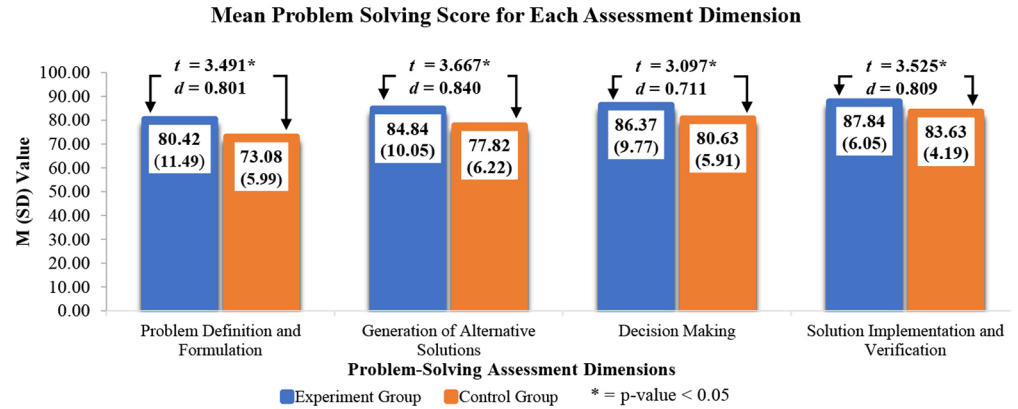 Mean Problem Solving Score for Each Assessment Dimension
t = 3.491*
d = 0.801
t = 3.667*
d = 0.840
t = 3.097*
d = 0.711
t = 3.525*
d = 0.809
M (SD) Value
100.00
90.00
80.00
70.00
60.00
50.00
40.00
30.00
20.00
10.00
0.00
80.42
(11.49)
73.08
(5.99)
84.84
(10.05)
77.82
(6.22)
86.37
(9.77)
80.63
(5.91)
87.84
(6.05)
83.63
(4.19)
Problem Definition and
Formulation
Generation of Alternative
Solutions
Decision Making
Solution Implementation and
Verification
Problem-Solving Assessment Dimensions
Experiment Group
Control Group
* = p-value < 0.05